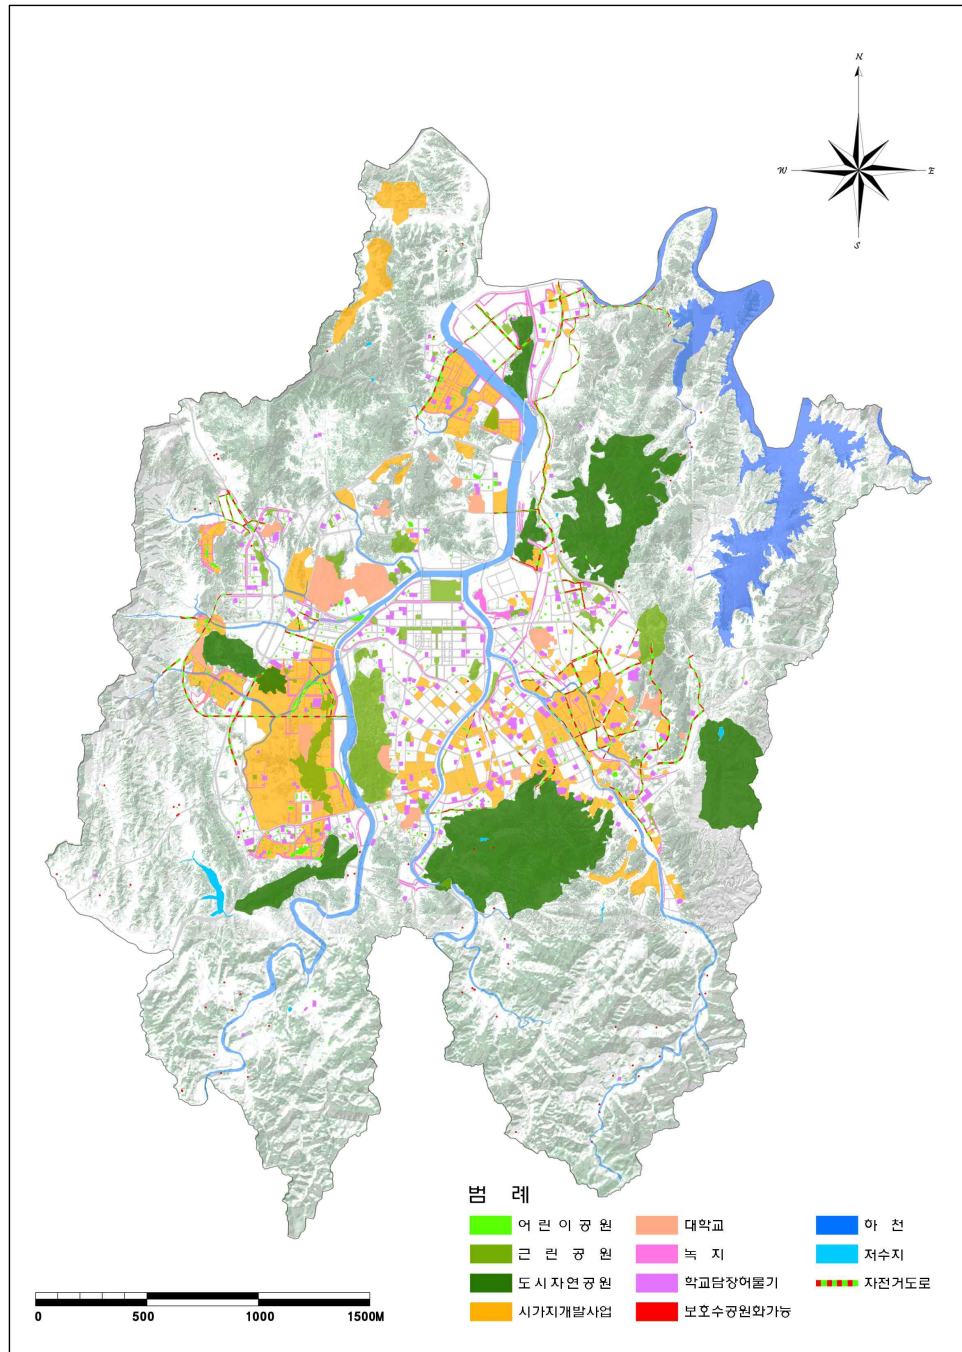 N
W E
S
범 례
어린이공원 대학교 하 천
근 린 공 원 녹 지 저수지
도시자연공원 학교담장허물기 자전거도로
시가지개발사업 보호수공원화가능
0 500 1000 1500M